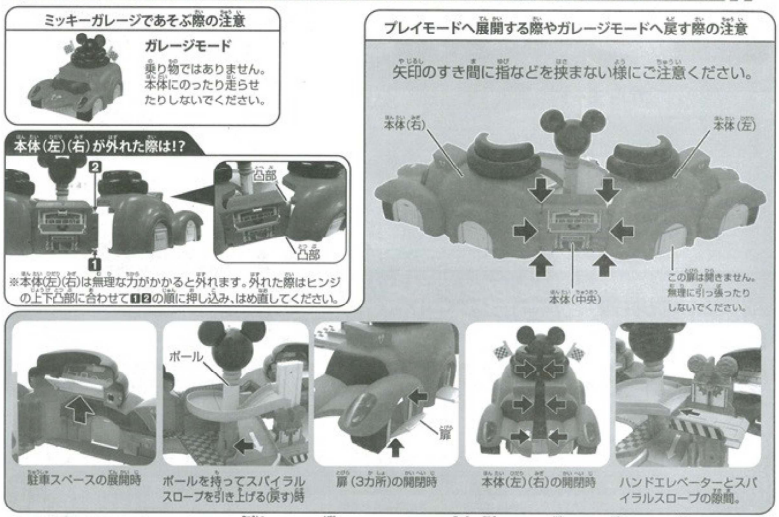 ミッキーガレージであそぶ際の注意
ガレージモード
乗り物ではありません。
本体にのったり走らせ
たりしないでください。
本体(左)(右)が外れた際は!?
2
凸部
凸部
1
※本体(左)(右)は無理な力がかかると外れます。外れた際はヒンジ
の上下凸部に合わせて12の順に押し込み、はめ直してください。
プレイモードへ展開する際やガレージモードへ戻す際の注意
矢印のすき間に指などを挟まない様にご注意ください。
本体(右)
本体(左)
本体(中央)
この扉は開きません。
無理に引っ張ったり
しないでください。
駐車スペースの展開時
ポール
ポールを持ってスパイラル
スロープを引き上げる(戻す)時
扉
扉(3カ所)の開閉時
本体(左)(右)の開閉時
ハンドエレベーターとスパ
イラルスロープの隙間。